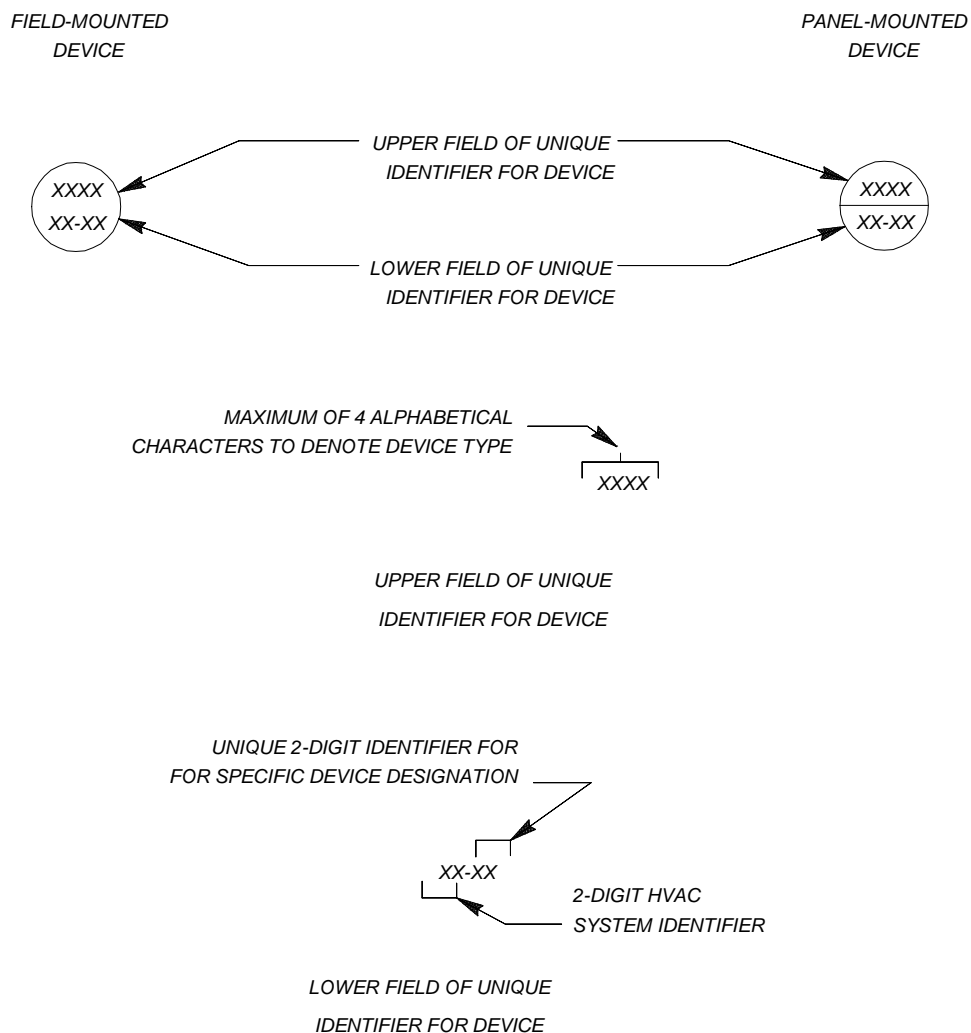 FIELD-MOUNTED
DEVICE
PANEL-MOUNTED
DEVICE
UPPER FIELD OF UNIQUE
IDENTIFIER FOR DEVICE
XXXX
XX-XX
XXXX
XX-XX
LOWER FIELD OF UNIQUE
IDENTIFIER FOR DEVICE
MAXIMUM OF 4 ALPHABETICAL
CHARACTERS TO DENOTE DEVICE TYPE
XXXX
UPPER FIELD OF UNIQUE
IDENTIFIER FOR DEVICE
UNIQUE 2-DIGIT IDENTIFIER FOR
FOR SPECIFIC DEVICE DESIGNATION
XX-XX
2-DIGIT HVAC
SYSTEM IDENTIFIER
LOWER FIELD OF UNIQUE
IDENTIFIER FOR DEVICE